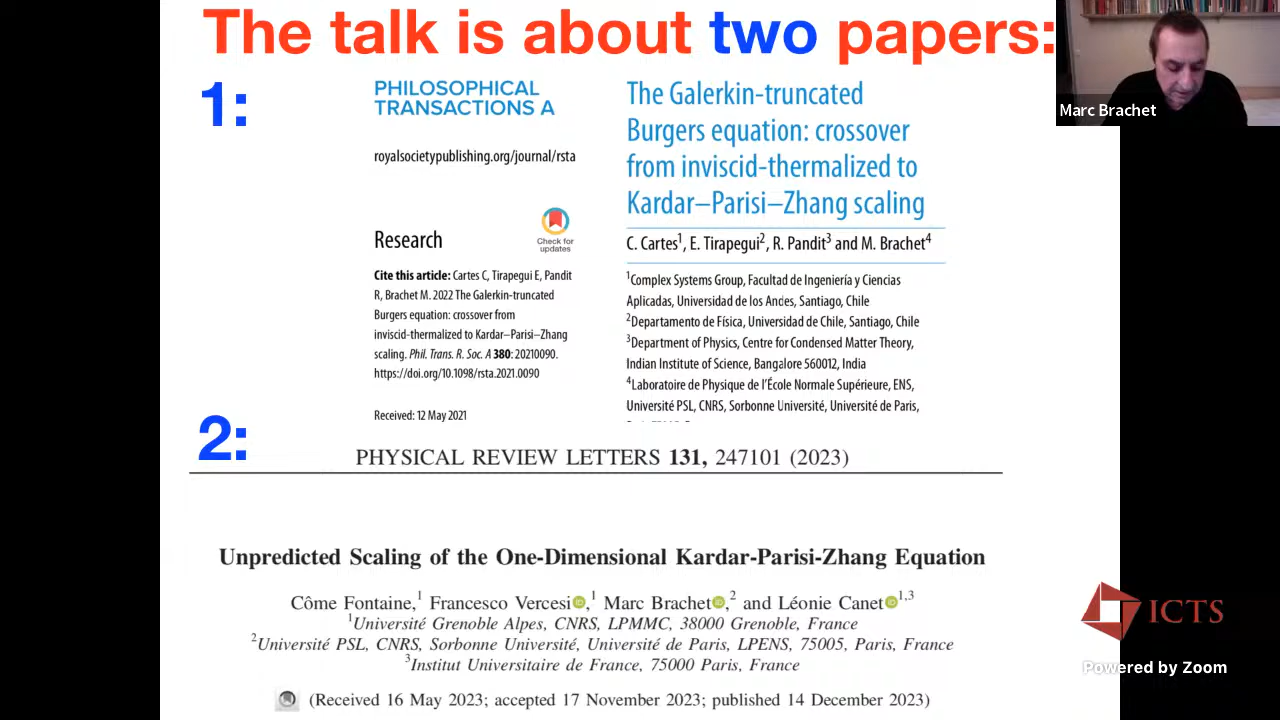 The talk is about two papers:
Marc Brachet
1:
PHILOSOPHICAL
TRANSACTIONS A
royalsocietypublishing.org/journal/rsta
Research
Check for
updates
Cite this article: Cartes C, Tirapegui E, Pandit
R, Brachet M. 2022 The Galerkin-truncated
Burgers equation: crossover from
inviscid-thermalized to Kardar–Parisi–Zhang
scaling. Phil. Trans. R. Soc. A 380: 20210090.
https://doi.org/10.1098/rsta.2021.0090
Received: 12 May 2021
The Galerkin-truncated
Burgers equation: crossover
from inviscid-thermalized to
Kardar–Parisi–Zhang scaling
C. Cartes1, E. Tirapegui2, R. Pandit3 and M. Brachet4
1Complex Systems Group, Facultad de Ingeniería y Ciencias
Aplicadas, Universidad de los Andes, Santiago, Chile
2Departamento de Física, Universidad de Chile, Santiago, Chile
3Department of Physics, Centre for Condensed Matter Theory,
Indian Institute of Science, Bangalore 560012, India
4Laboratoire de Physique de l'École Normale Supérieure, ENS,
Université PSL, CNRS, Sorbonne Université, Université de Paris,
2:
PHYSICAL REVIEW LETTERS 131, 247101 (2023)
Unpredicted Scaling of the One-Dimensional Kardar-Parisi-Zhang Equation
Côme Fontaine,1 Francesco Vercesi,1 Marc Brachet,2 and Léonie Canet1,3
1Université Grenoble Alpes, CNRS, LPMMC, 38000 Grenoble, France
2Université PSL, CNRS, Sorbonne Université, Université de Paris, LPENS, 75005, Paris, France
3Institut Universitaire de France, 75000 Paris, France
(Received 16 May 2023; accepted 17 November 2023; published 14 December 2023)
ICTS
Powered by Zoom